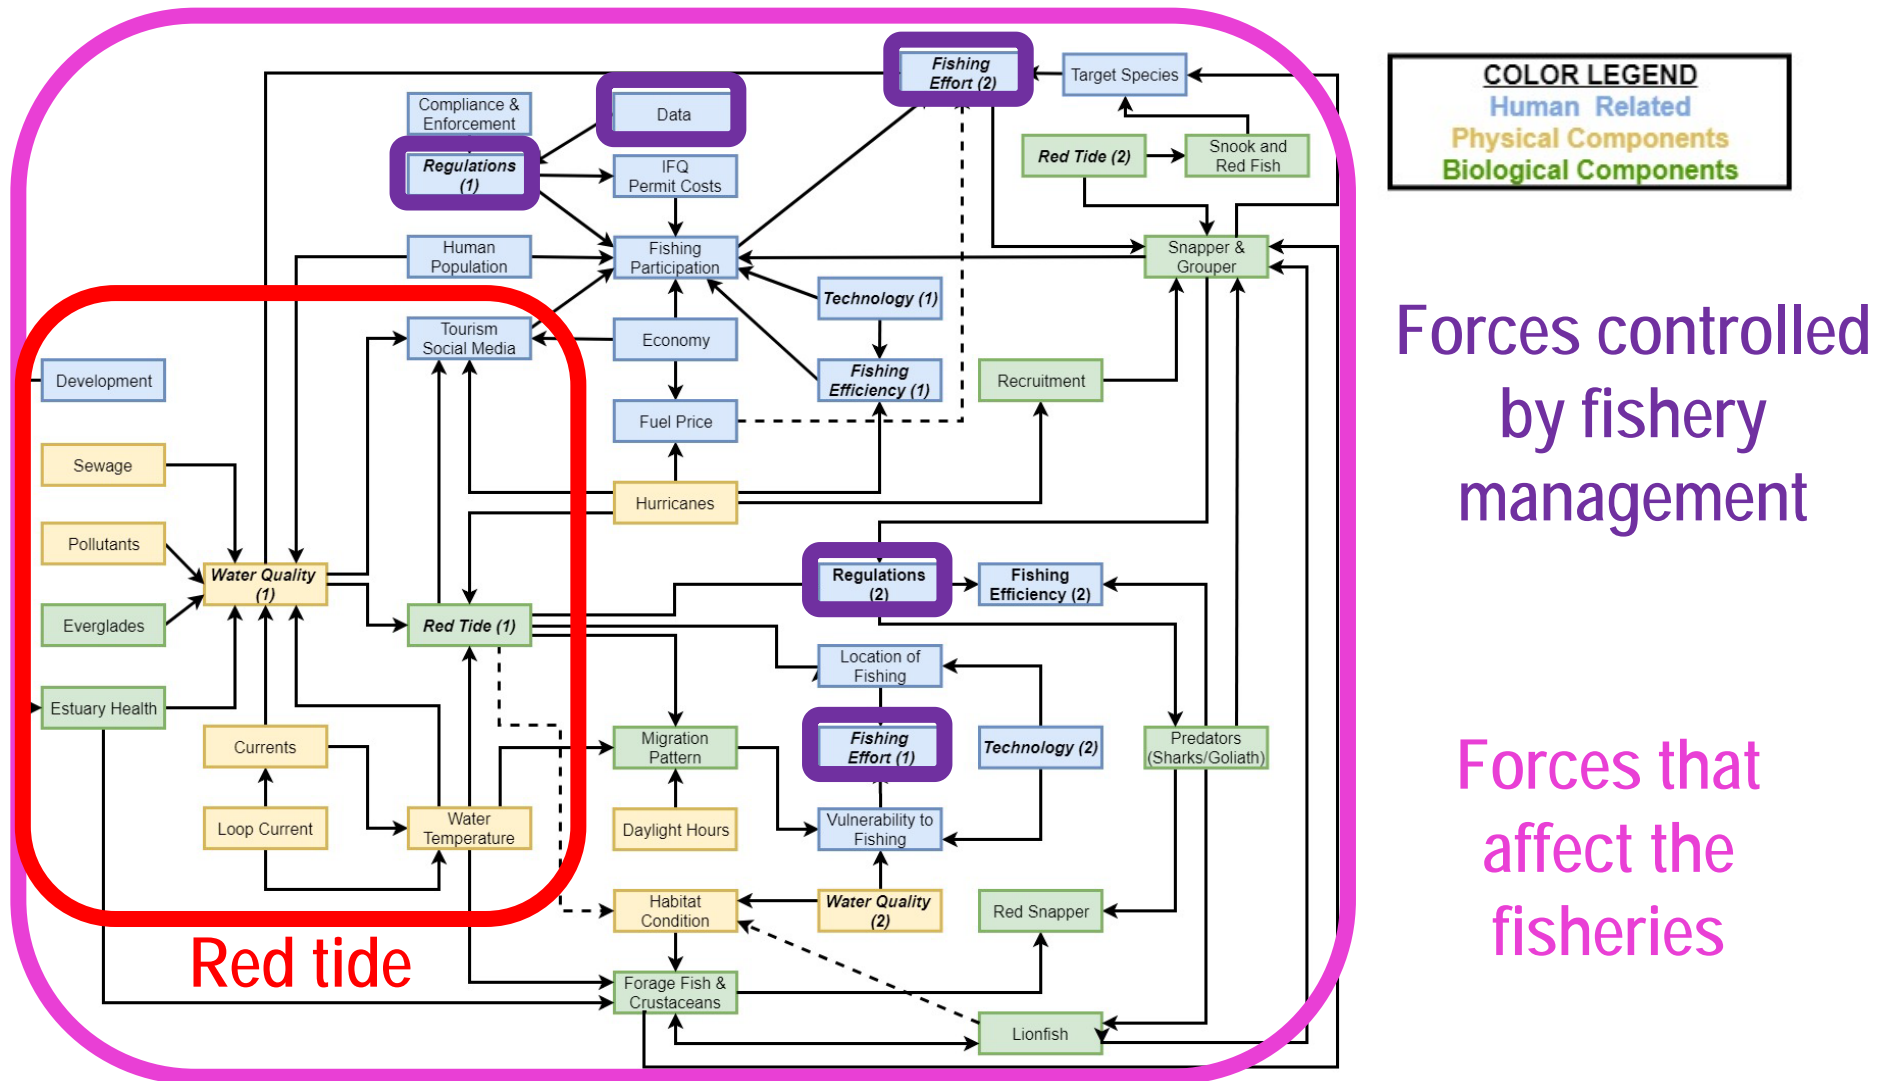 Fishing
Effort (2)
Target Species
Compliance &
Enforcement
Data
Regulations
(1)
IFQ
Permit Costs
Red Tide (2)
Snook and
Red Fish
Human
Population
Fishing
Participation
Snapper &
Grouper
Technology (1)
Tourism
Social Media
Economy
Development
Fishing
Efficiency (1)
Recruitment
Fuel Price
Sewage
Hurricanes
Pollutants
Water Quality
(1)
Regulations
(2)
Fishing
Efficiency (2)
Everglades
Red Tide (1)
Location of
Fishing
Estuary Health
Currents
Migration
Pattern
Fishing
Effort (1)
Technology (2)
Predators
(Sharks/Goliath)
Loop Current
Water
Temperature
Daylight Hours
Vulnerability to
Fishing
Habitat
Condition
Water Quality
(2)
Red Snapper
Red tide
Forage Fish &
Crustaceans
Lionfish
COLOR LEGEND
Human Related
Physical Components
Biological Components
Forces controlled
by fishery
management
Forces that
affect the
fisheries